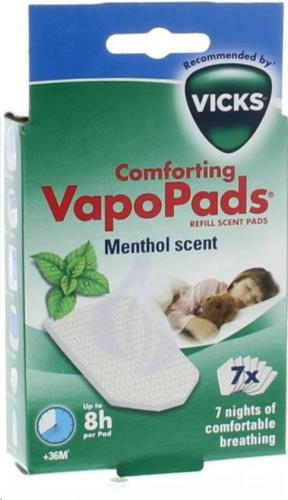 Recommended by
VICKS
Comforting
VapoPads®
REFILL SCENT PADS
Menthol scent
7x
Up to
8h
per Pad
7 nights of
comfortable
breathing
+36M